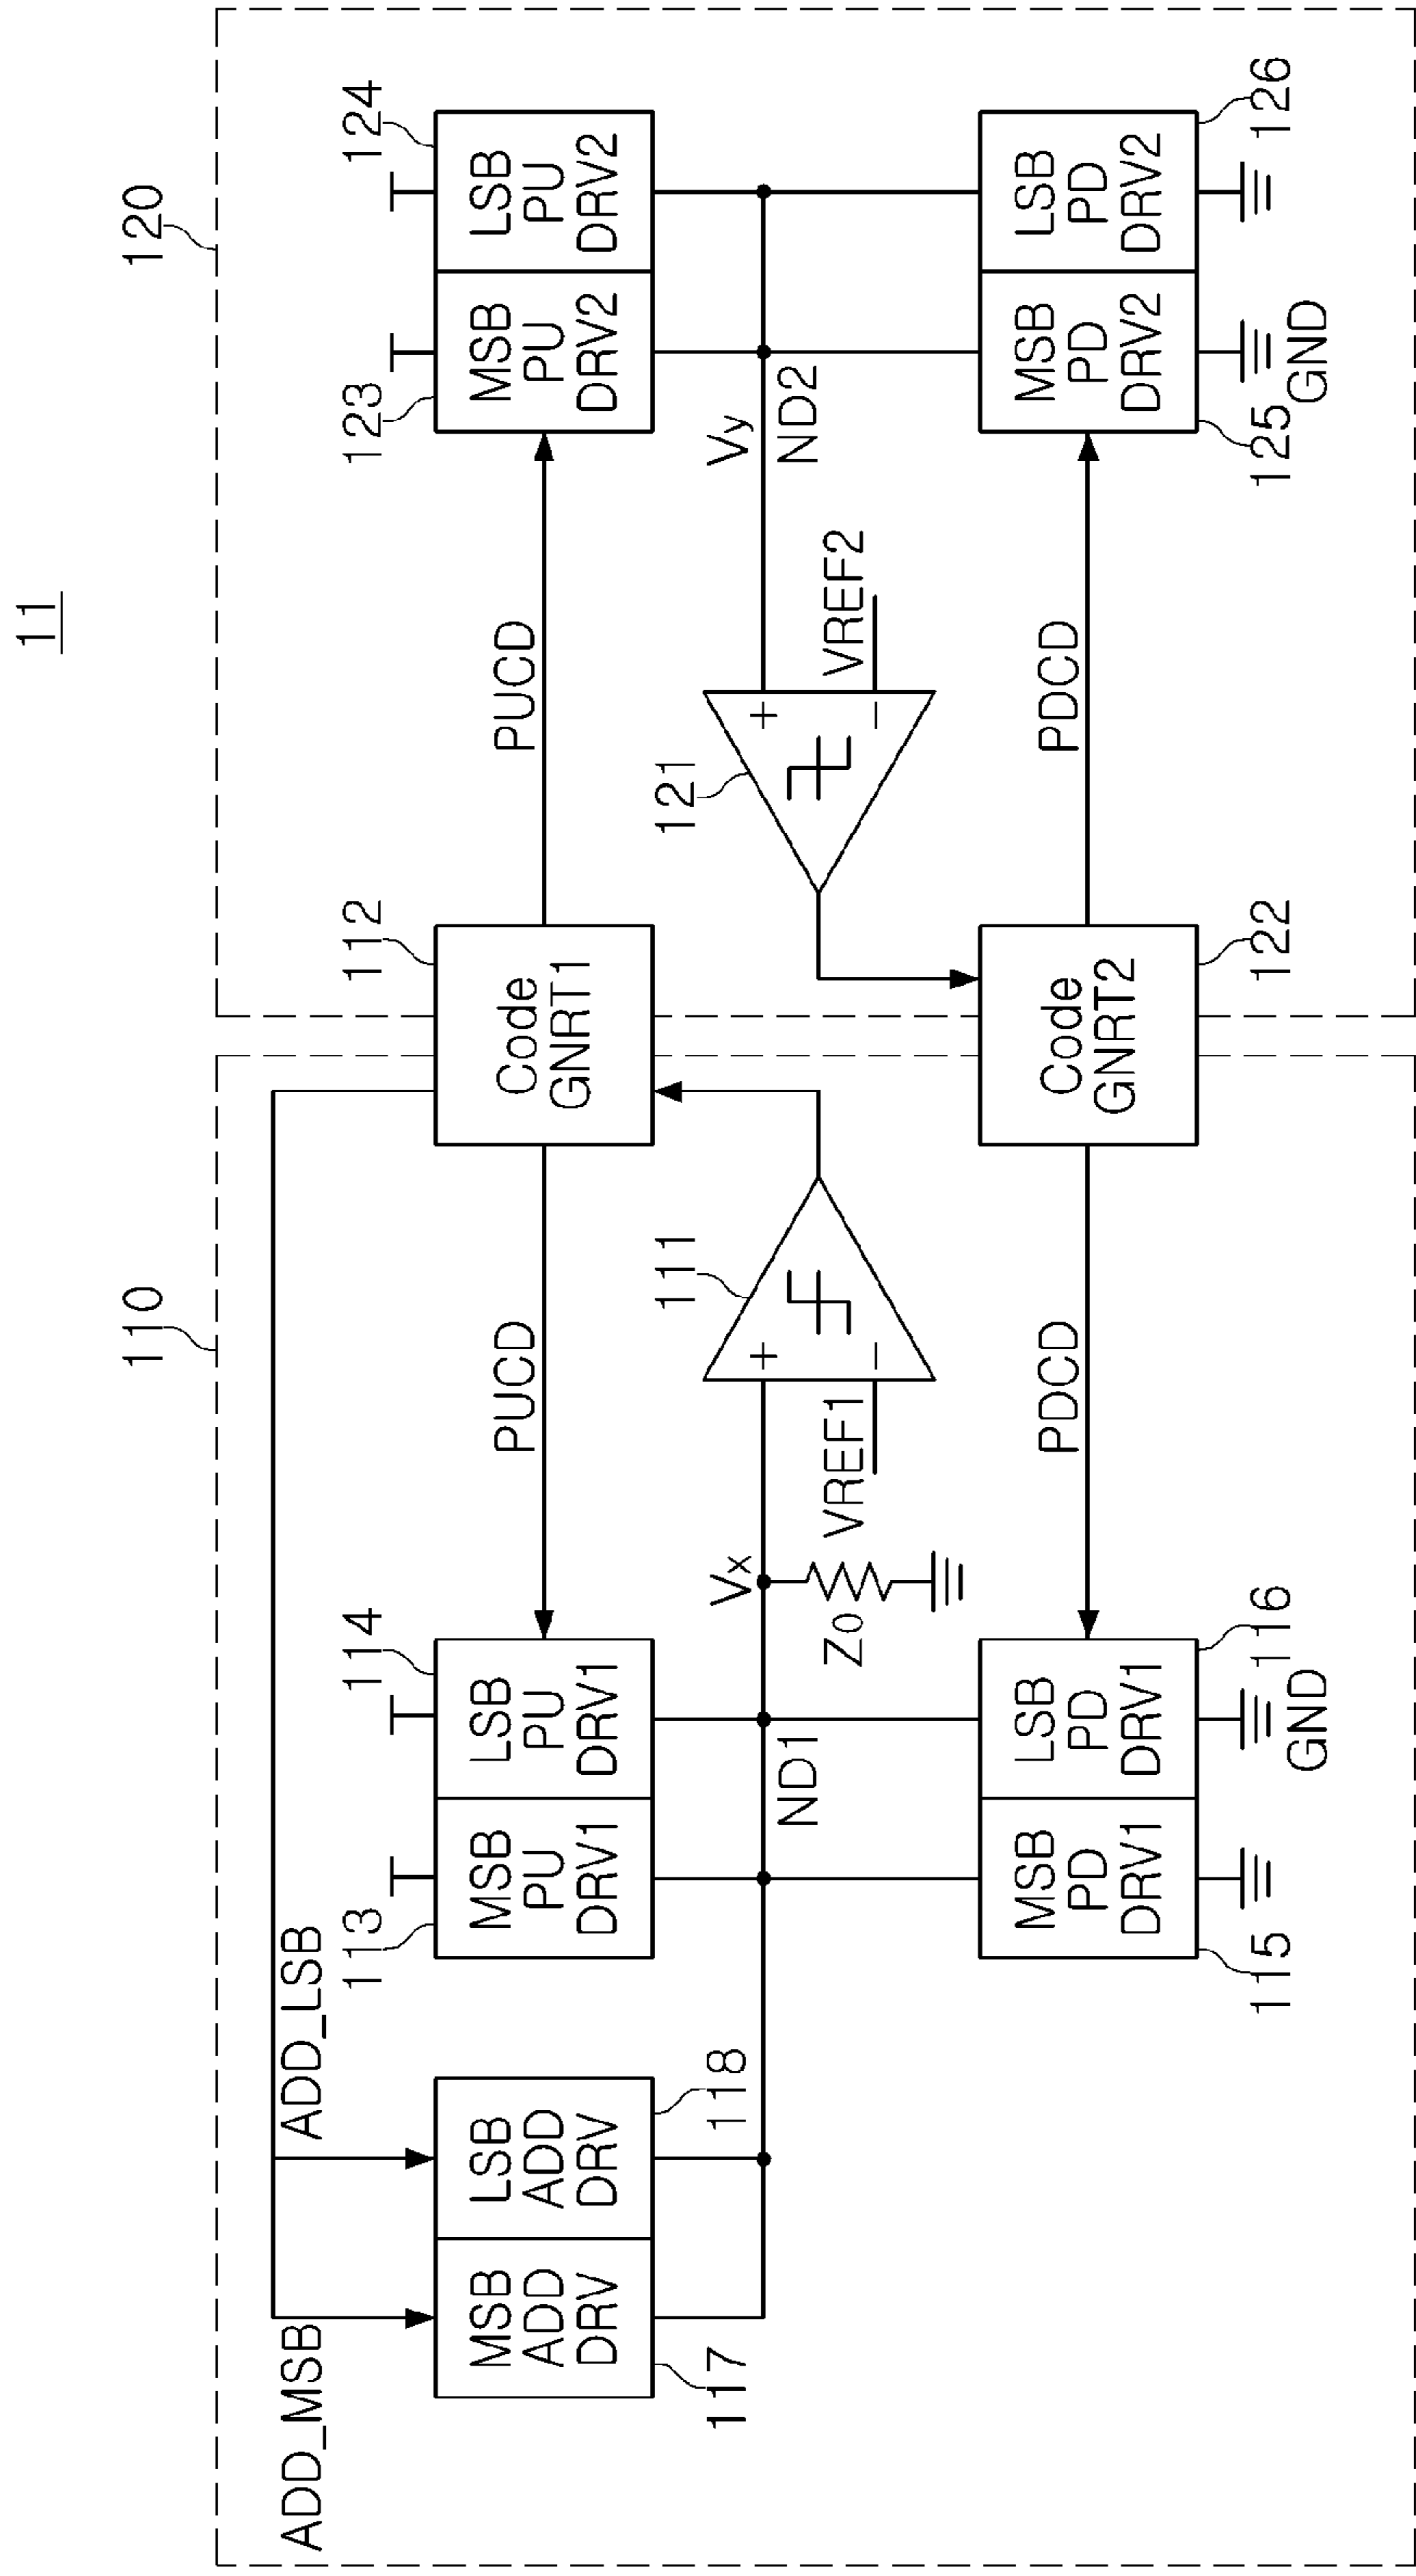 11
110
120
ADD_MSB
ADD_LSB
113
114
112
123
124
MSB
ADD
DRV
LSB
ADD
DRV
MSB
PU
DRV1
LSB
PU
DRV1
PUCD
Code
GNRT1
PUCD
MSB
PU
DRV2
LSB
PU
DRV2
117
118
Vx
111
121
Vy
ND1
Z0
VREF1
+
−
+
−
VREF2
ND2
MSB
PD
DRV1
LSB
PD
DRV1
PDCD
Code
GNRT2
PDCD
MSB
PD
DRV2
LSB
PD
DRV2
115
116
122
125
126
GND
GND